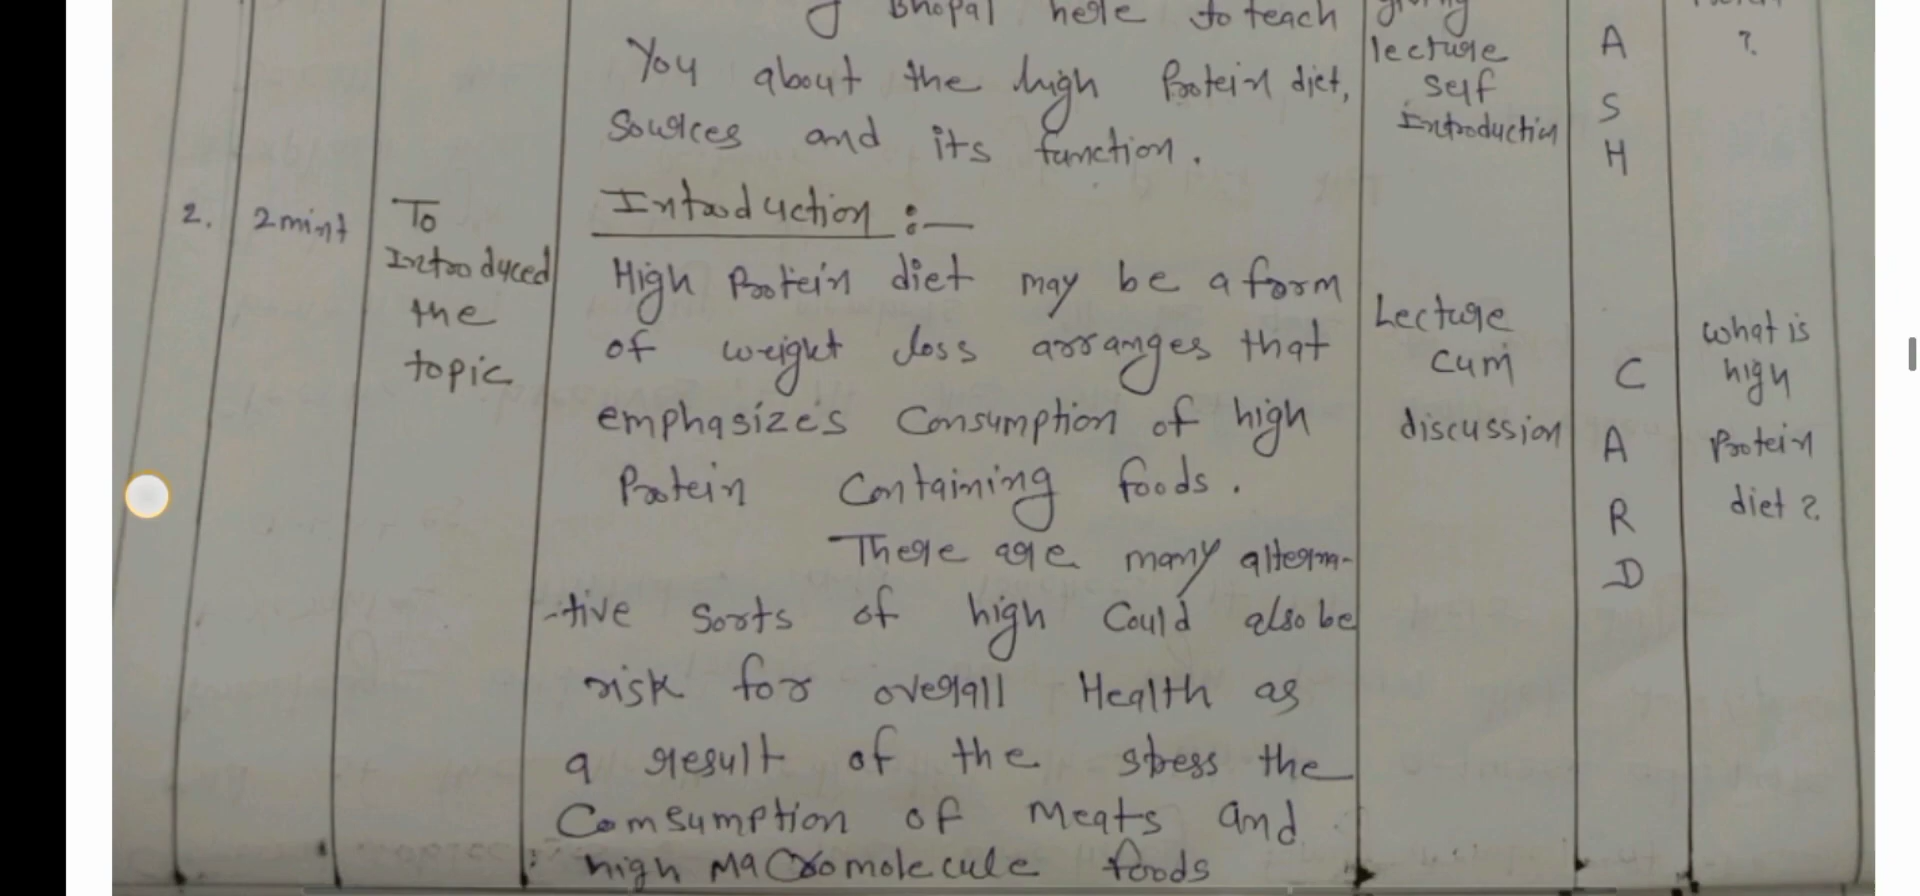 Bhopal here to teach
You about the high Protein diet,
Sources and its function.
giving
lecture
self
Introduction
A
S
H
?
2.
2 mint
To
Introduced
the
topic
Introduction :—
High Protein diet may be a form
of weight loss arranges that
emphasizes Consumption of high
Protein Containing foods.
There are many alterna-
-tive sorts of high Could also be
risk for overall Health as
a result of the stress the
Comsumption of Meats and
high Macromolecule foods
Lecture
cum
discussion
C
A
R
D
What is
high
Protein
diet ?